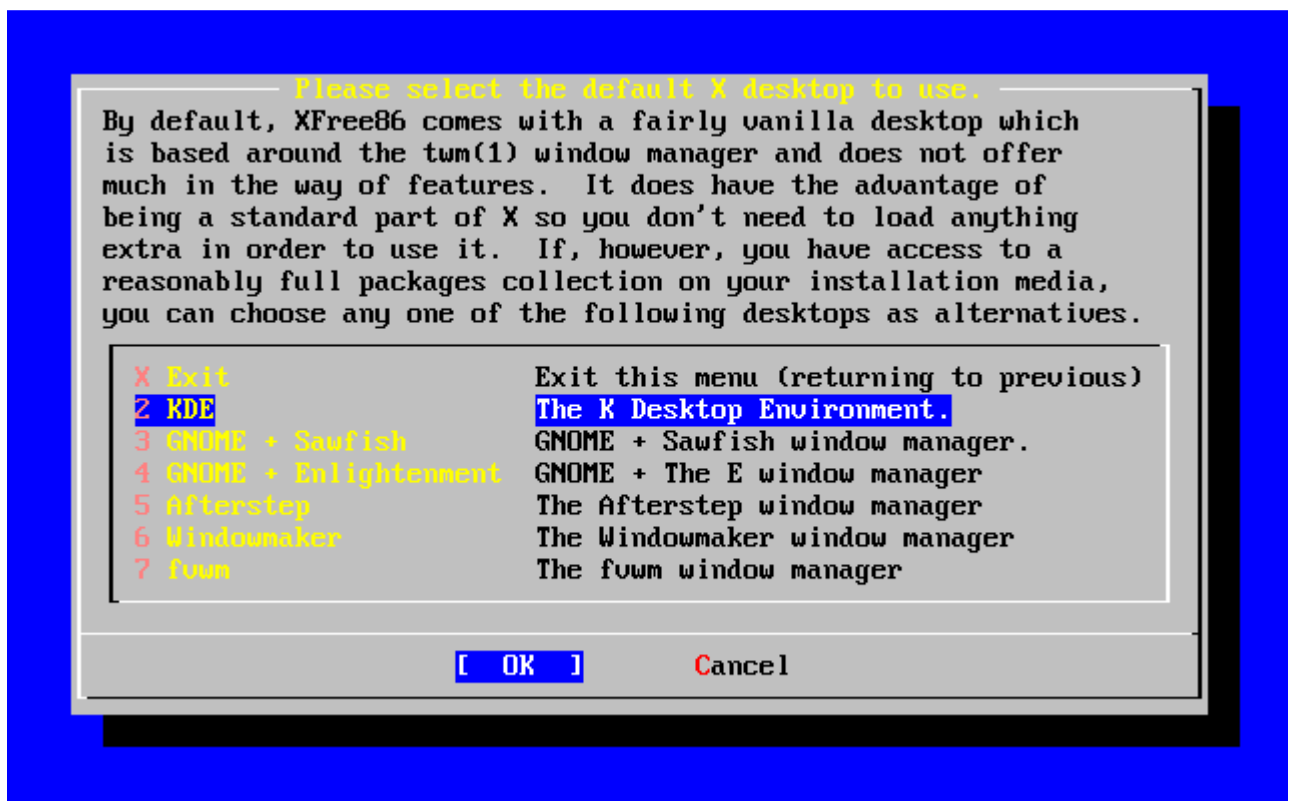 Please select the default X desktop to use.
By default, XFree86 comes with a fairly vanilla desktop which
is based around the twm(1) window manager and does not offer
much in the way of features.  It does have the advantage of
being a standard part of X so you don't need to load anything
extra in order to use it.  If, however, you have access to a
reasonably full packages collection on your installation media,
you can choose any one of the following desktops as alternatives.
X Exit Exit this menu (returning to previous)
2 KDE The K Desktop Environment.
3 GNOME + Sawfish GNOME + Sawfish window manager.
4 GNOME + Enlightenment GNOME + The E window manager
5 Afterstep The Afterstep window manager
6 Windowmaker The Windowmaker window manager
7 fvwm The fvwm window manager
[ OK ] Cancel